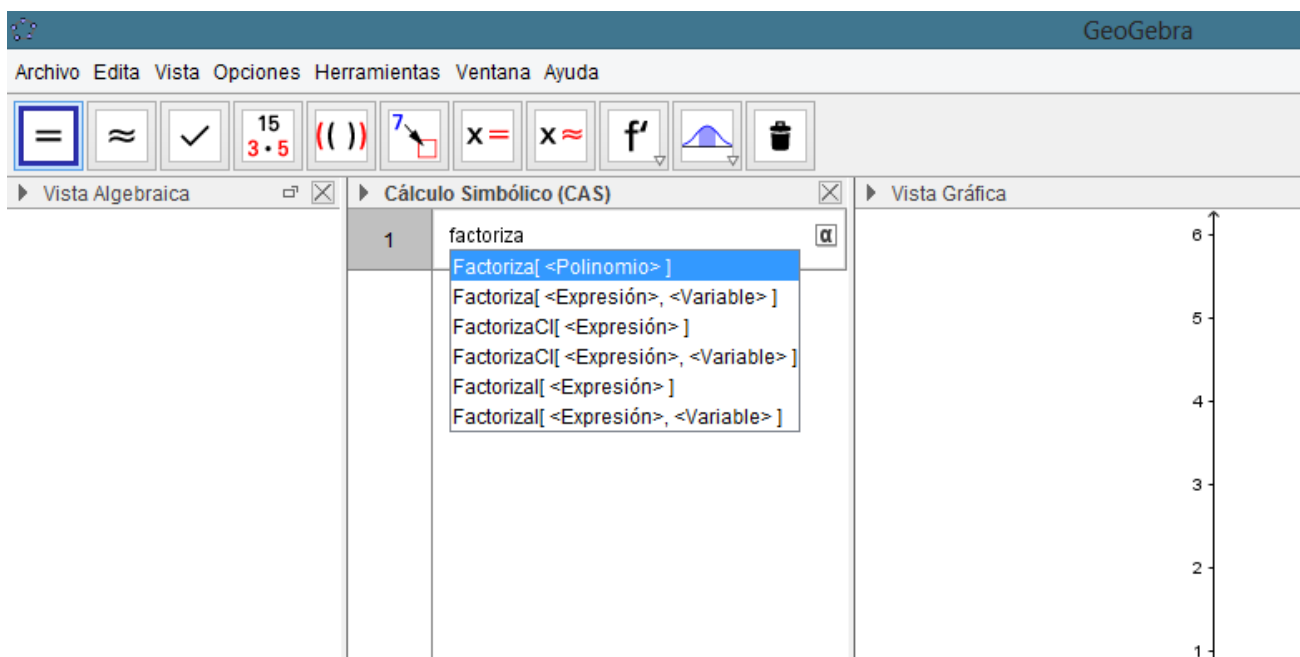 GeoGebra
Archivo Edita Vista Opciones Herramientas Ventana Ayuda
= ≈ ✓ 15 (( )) 7 x= x≈ f′
3·5
Vista Algebraica
Cálculo Simbólico (CAS)
Vista Gráfica
1
factoriza
α
Factoriza[ <Polinomio> ]
Factoriza[ <Expresión>, <Variable> ]
FactorizaCI[ <Expresión> ]
FactorizaCI[ <Expresión>, <Variable> ]
FactorizaI[ <Expresión> ]
FactorizaI[ <Expresión>, <Variable> ]
6
5
4
3
2
1